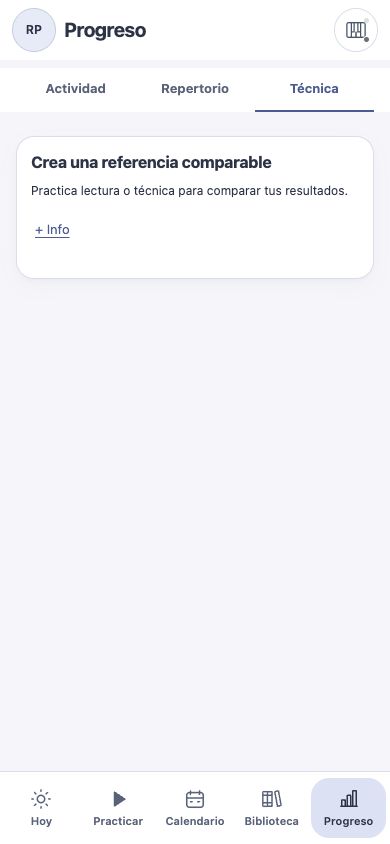 RP
Progreso
Actividad
Repertorio
Técnica
Crea una referencia comparable
Practica lectura o técnica para comparar tus resultados.
+ Info
Hoy
Practicar
Calendario
Biblioteca
Progreso